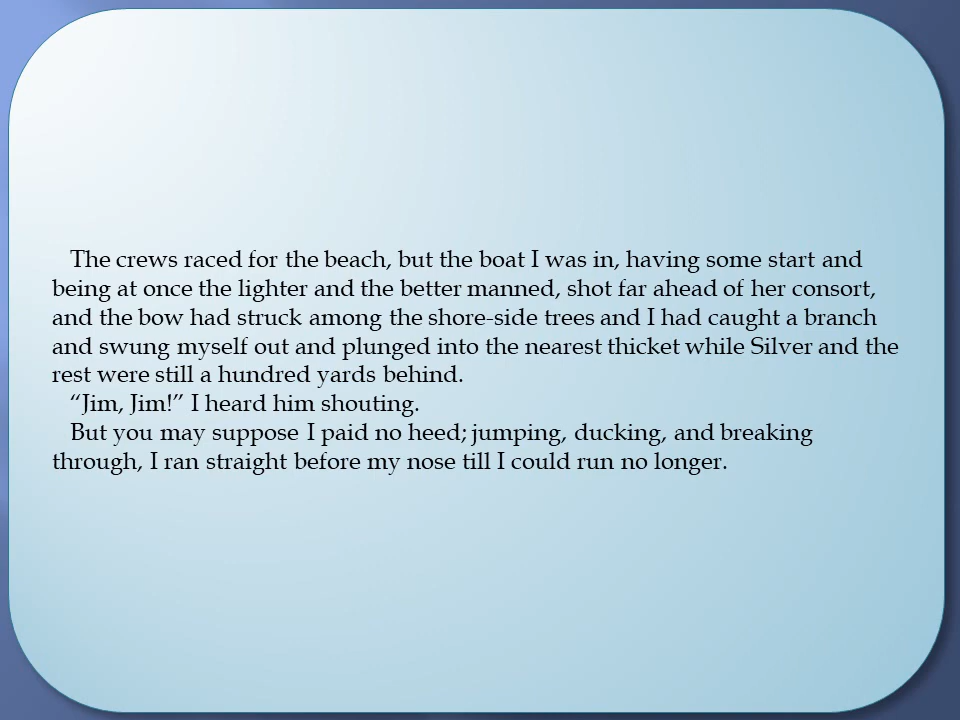 The crews raced for the beach, but the boat I was in, having some start and
being at once the lighter and the better manned, shot far ahead of her consort,
and the bow had struck among the shore-side trees and I had caught a branch
and swung myself out and plunged into the nearest thicket while Silver and the
rest were still a hundred yards behind.
“Jim, Jim!” I heard him shouting.
But you may suppose I paid no heed; jumping, ducking, and breaking
through, I ran straight before my nose till I could run no longer.